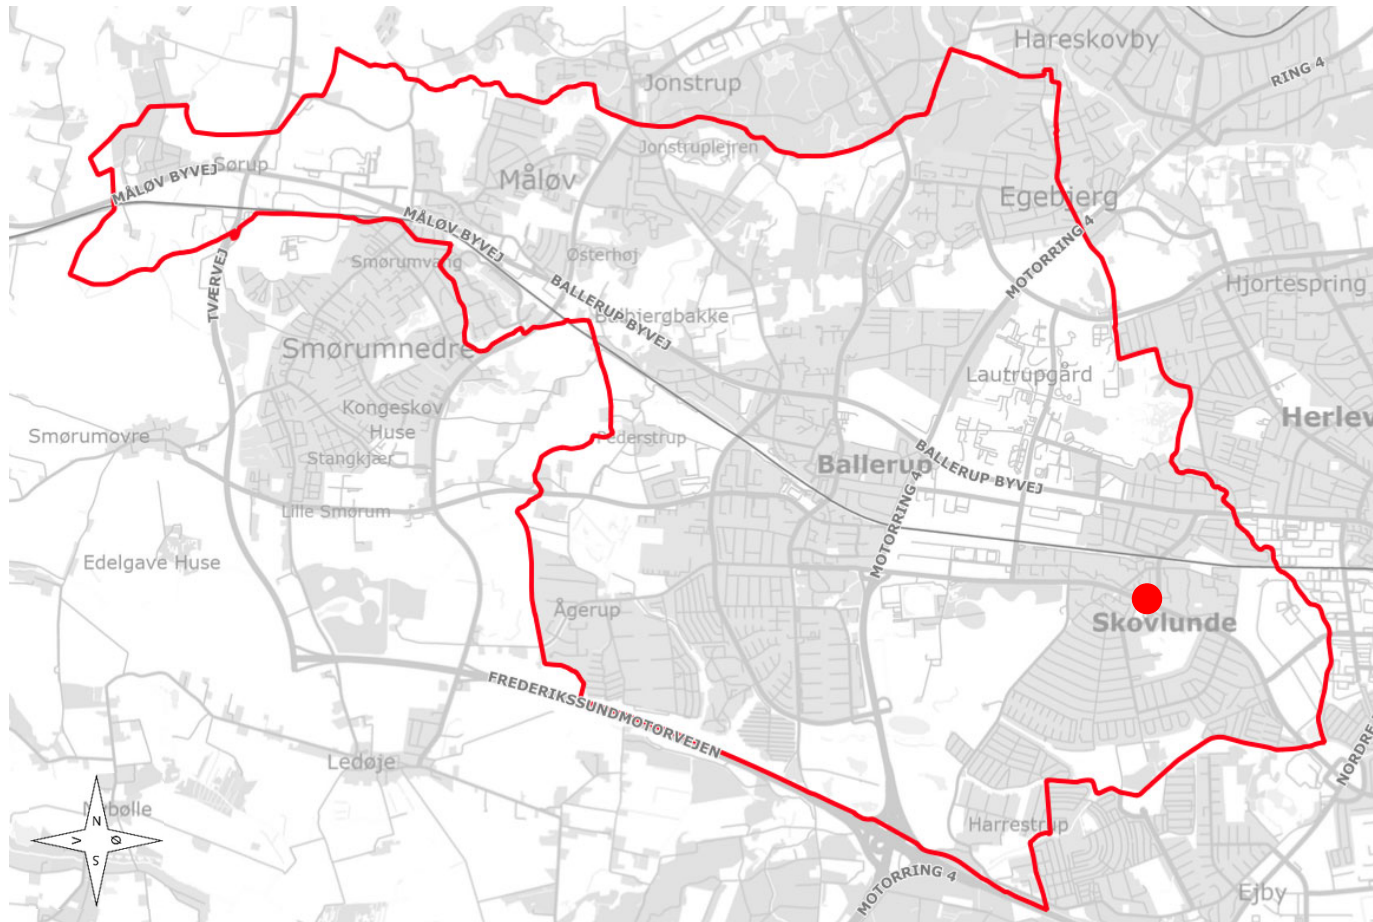 Hareskovby
RING 4
Jonstrup
Jonstruplejren
MÅLØV BYVEJ
Sørup
Måløv
Egebjerg
MÅLØV BYVEJ
MOTORRING 4
Smørumvang
Østerhøj
TVÆRVEJ
BALLERUP BYVEJ
Hjortespring
Smørumnedre
Lautrupgård
Kongeskov
Huse
Herlev
Smørumovre
Pederstrup
Stangkjær
Ballerup
BALLERUP BYVEJ
Lille Smørum
MOTORRING 4
Edelgave Huse
Ågerup
Skovlunde
FREDERIKSSUNDMOTORVEJEN
Ledøje
NORDRE
Harrestrup
MOTORRING 4
Ejby
N
V Ø
S